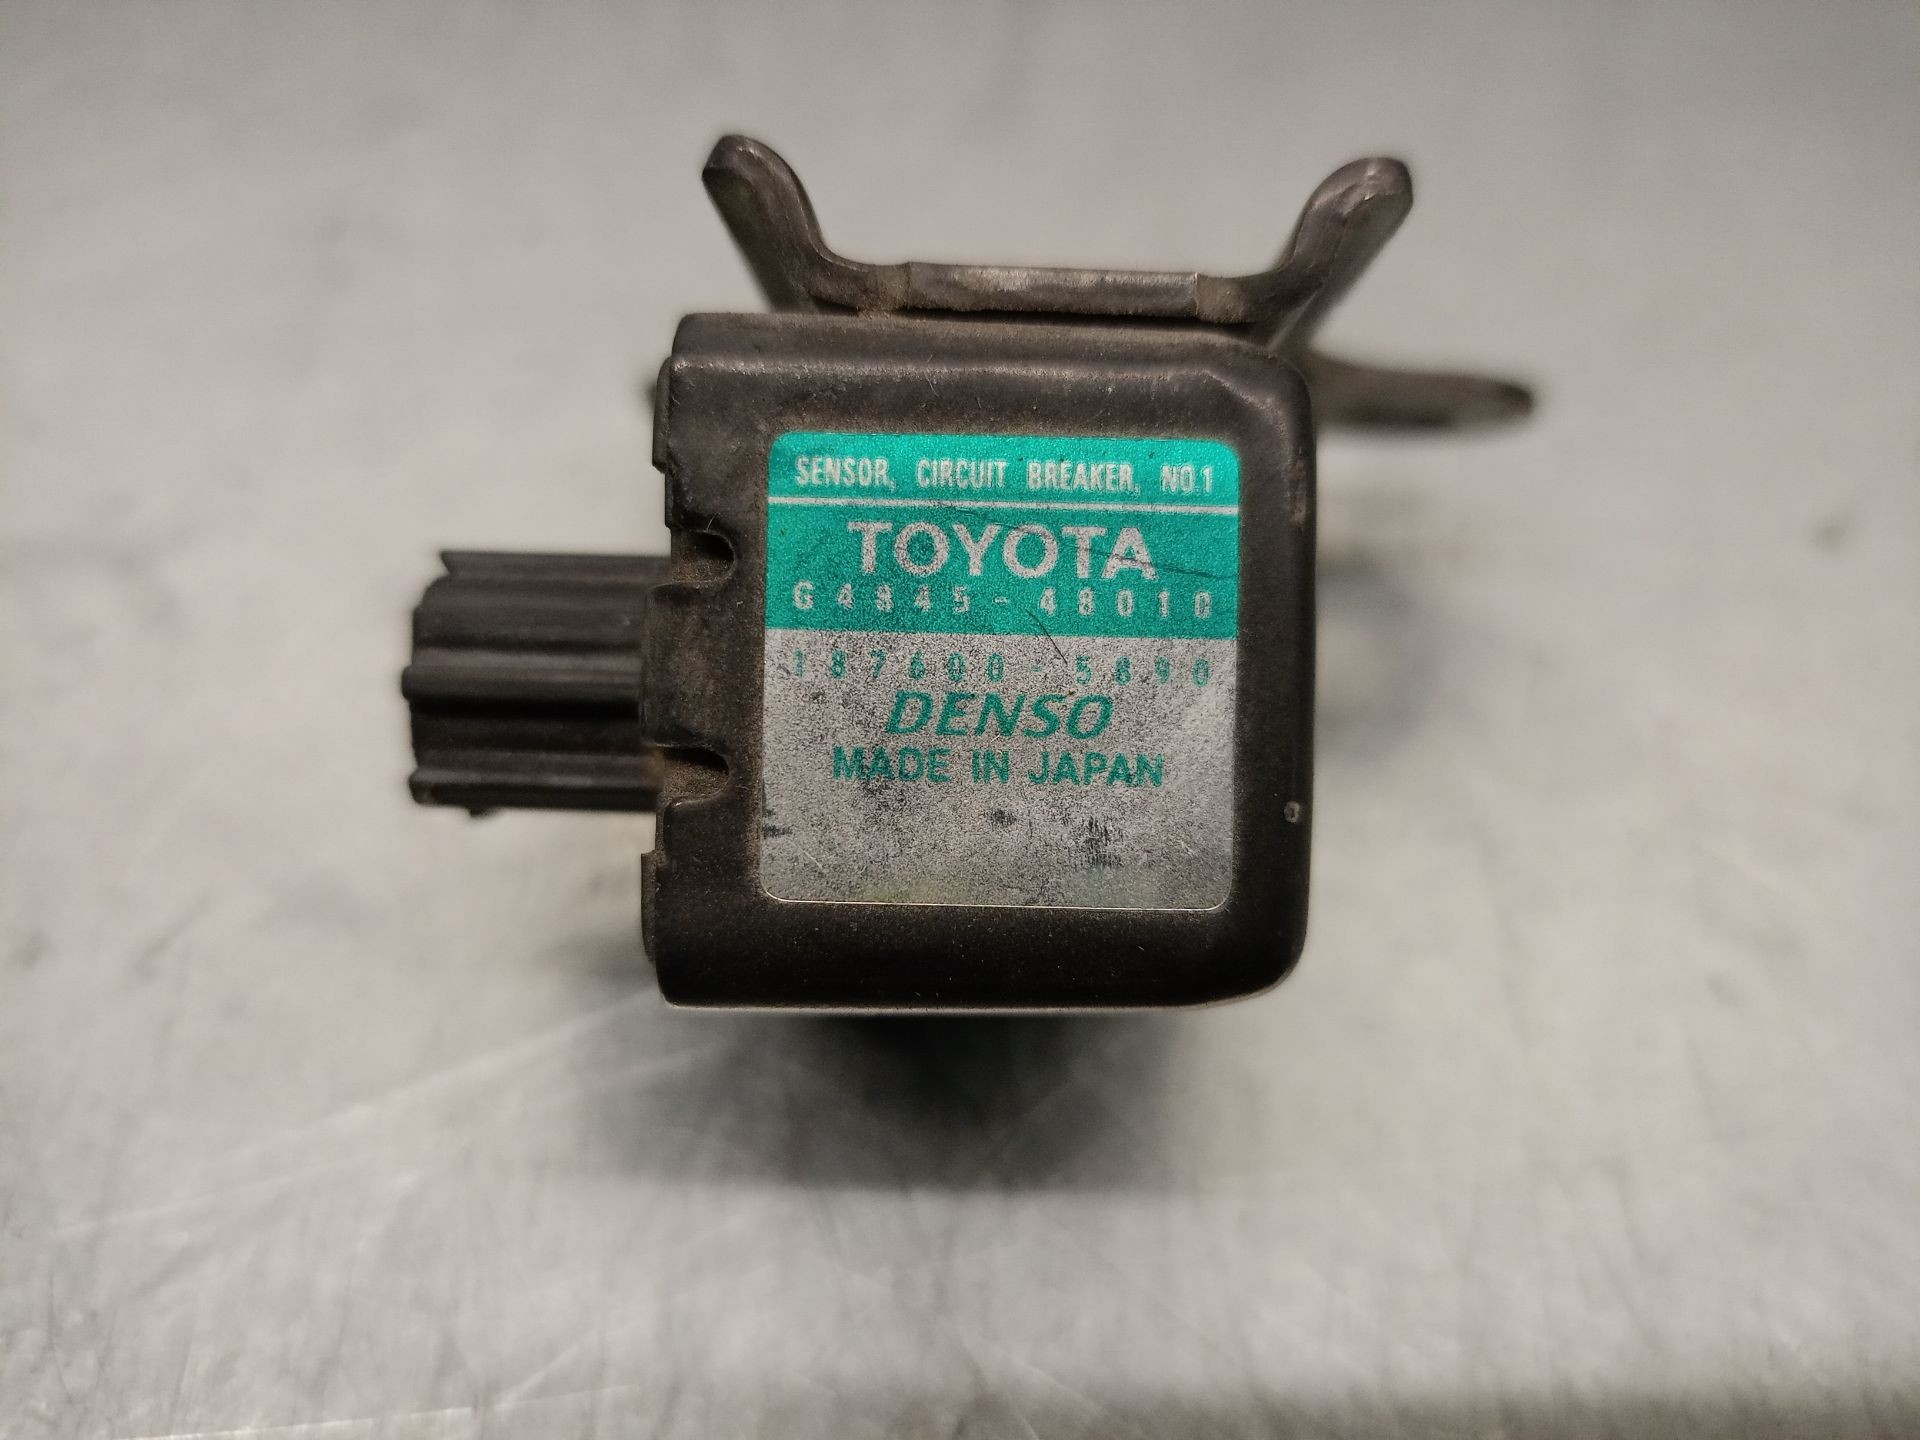 SENSOR, CIRCUIT BREAKER, NO.1
TOYOTA
G4845-48010
187600-5890
DENSO
MADE IN JAPAN